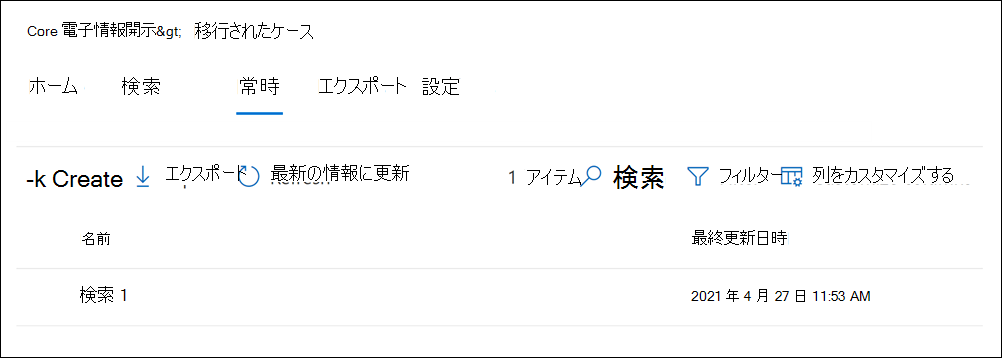 Core 電子情報開示&gt; 移行されたケース
ホーム 検索 常時 エクスポート 設定
-k Create エクスポート 最新の情報に更新 1 アイテム 検索 フィルター 列をカスタマイズする
名前 最終更新日時
検索 1 2021 年 4 月 27 日 11:53 AM